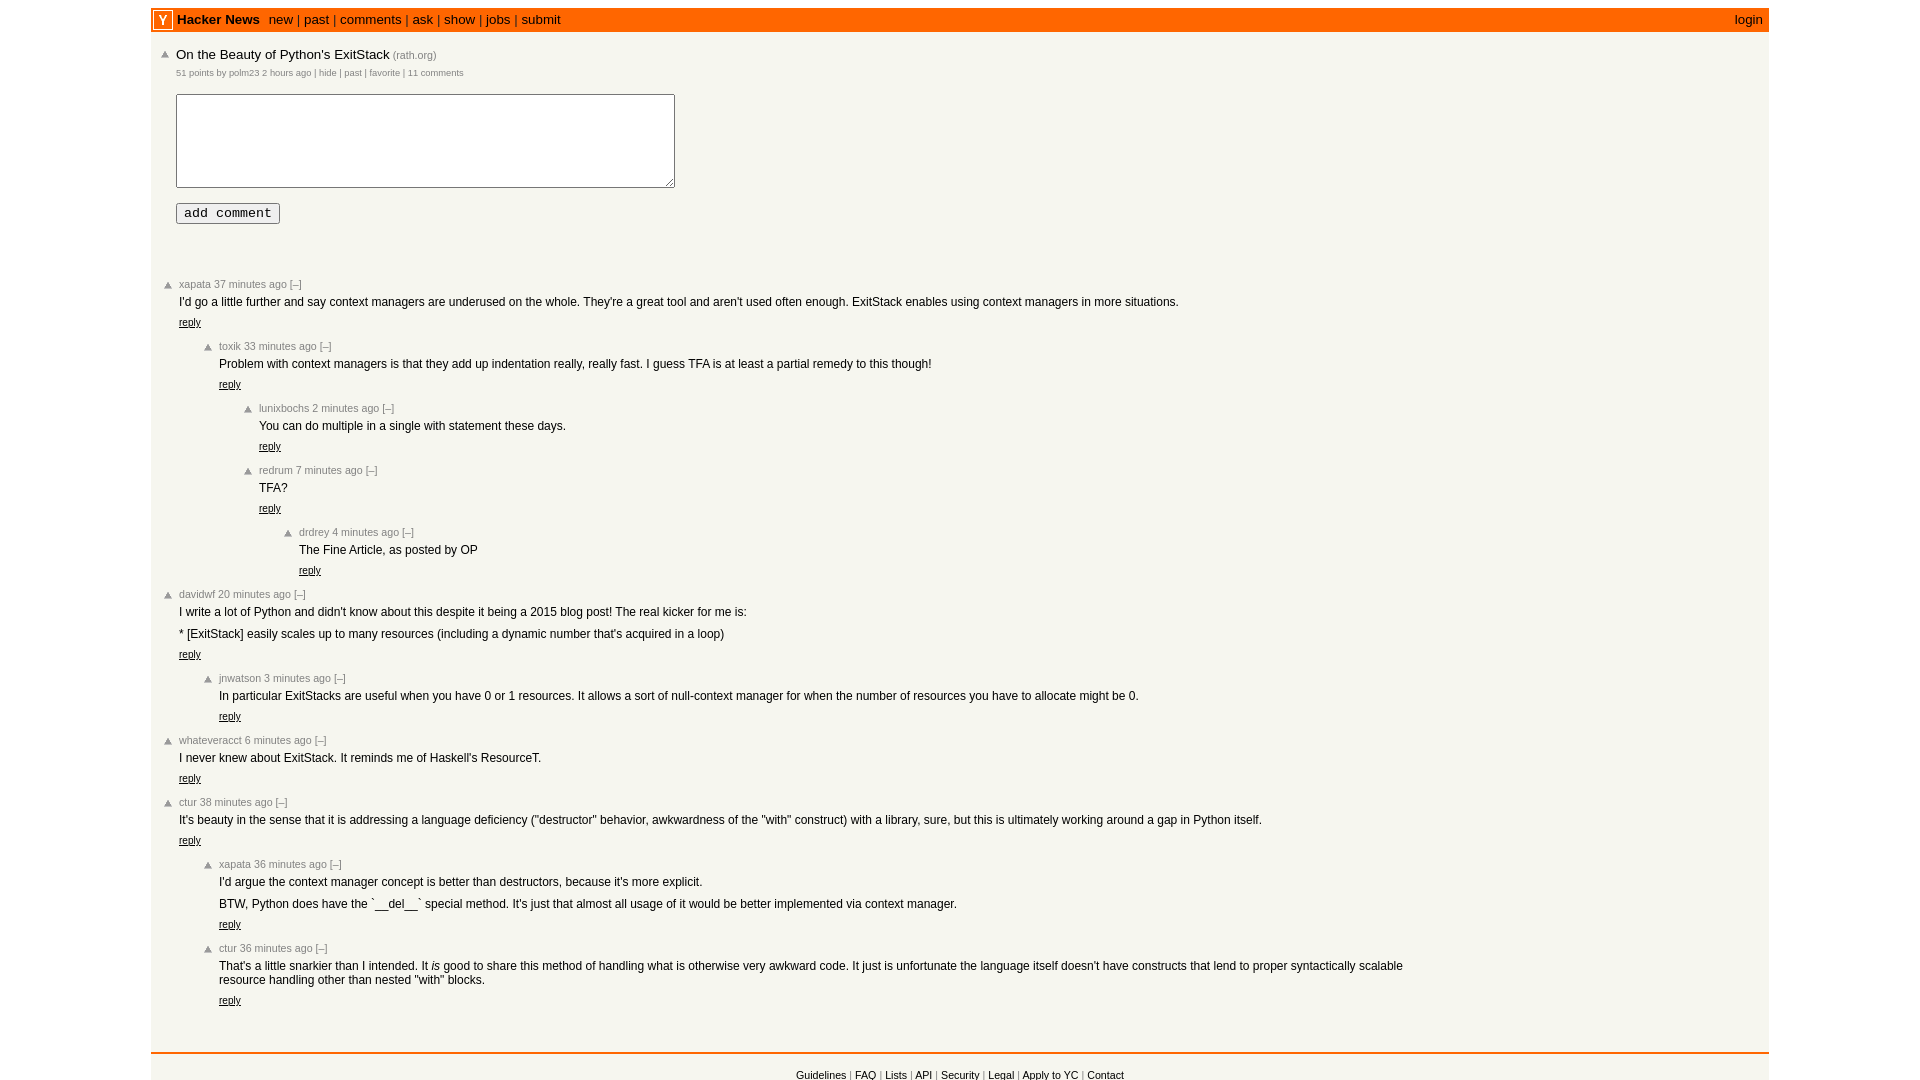 Y Hacker News new | past | comments | ask | show | jobs | submit login
On the Beauty of Python's ExitStack (rath.org)
51 points by polm23 2 hours ago | hide | past | favorite | 11 comments
add comment
xapata 37 minutes ago [–]
I'd go a little further and say context managers are underused on the whole. They're a great tool and aren't used often enough. ExitStack enables using context managers in more situations.
reply
toxik 33 minutes ago [–]
Problem with context managers is that they add up indentation really, really fast. I guess TFA is at least a partial remedy to this though!
reply
lunixbochs 2 minutes ago [–]
You can do multiple in a single with statement these days.
reply
redrum 7 minutes ago [–]
TFA?
reply
drdrey 4 minutes ago [–]
The Fine Article, as posted by OP
reply
davidwf 20 minutes ago [–]
I write a lot of Python and didn't know about this despite it being a 2015 blog post! The real kicker for me is:
* [ExitStack] easily scales up to many resources (including a dynamic number that's acquired in a loop)
reply
jnwatson 3 minutes ago [–]
In particular ExitStacks are useful when you have 0 or 1 resources. It allows a sort of null-context manager for when the number of resources you have to allocate might be 0.
reply
whateveracct 6 minutes ago [–]
I never knew about ExitStack. It reminds me of Haskell's ResourceT.
reply
ctur 38 minutes ago [–]
It's beauty in the sense that it is addressing a language deficiency ("destructor" behavior, awkwardness of the "with" construct) with a library, sure, but this is ultimately working around a gap in Python itself.
reply
xapata 36 minutes ago [–]
I'd argue the context manager concept is better than destructors, because it's more explicit.
BTW, Python does have the `__del__` special method. It's just that almost all usage of it would be better implemented via context manager.
reply
ctur 36 minutes ago [–]
That's a little snarkier than I intended. It is good to share this method of handling what is otherwise very awkward code. It just is unfortunate the language itself doesn't have constructs that lend to proper syntactically scalable
resource handling other than nested "with" blocks.
reply
Guidelines | FAQ | Lists | API | Security | Legal | Apply to YC | Contact